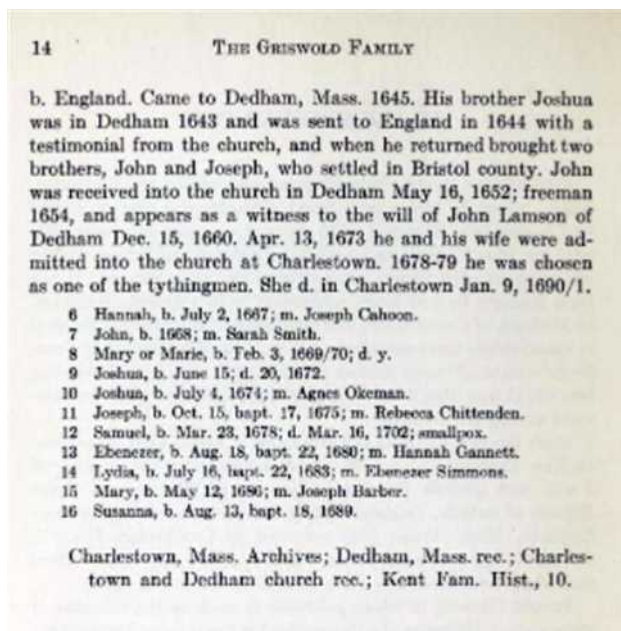 14 THE GRISWOLD FAMILY
b. England. Came to Dedham, Mass. 1645. His brother Joshua
was in Dedham 1643 and was sent to England in 1644 with a
testimonial from the church, and when he returned brought two
brothers, John and Joseph, who settled in Bristol county. John
was received into the church in Dedham May 16, 1652; freeman
1654, and appears as a witness to the will of John Lamson of
Dedham Dec. 15, 1660. Apr. 13, 1673 he and his wife were ad-
mitted into the church at Charlestown. 1678-79 he was chosen
as one of the tythingmen. She d. in Charlestown Jan. 9, 1690/1.
6 Hannah, b. July 2, 1667; m. Joseph Cahoon.
7 John, b. 1668; m. Sarah Smith.
8 Mary or Marie, b. Feb. 3, 1669/70; d. y.
9 Joshua, b. June 15; d. 20, 1672.
10 Joshua, b. July 4, 1674; m. Agnes Okeman.
11 Joseph, b. Oct. 15, bapt. 17, 1675; m. Rebecca Chittenden.
12 Samuel, b. Mar. 23, 1678; d. Mar. 16, 1702; smallpox.
13 Ebenezer, b. Aug. 18, bapt. 22, 1680; m. Hannah Gannett.
14 Lydia, b. July 16, bapt. 22, 1683; m. Ebenezer Simmons.
15 Mary, b. May 12, 1686; m. Joseph Barber.
16 Susanna, b. Aug. 13, bapt. 18, 1689.
Charlestown, Mass. Archives; Dedham, Mass. rec.; Charles-
town and Dedham church rec.; Kent Fam. Hist., 10.